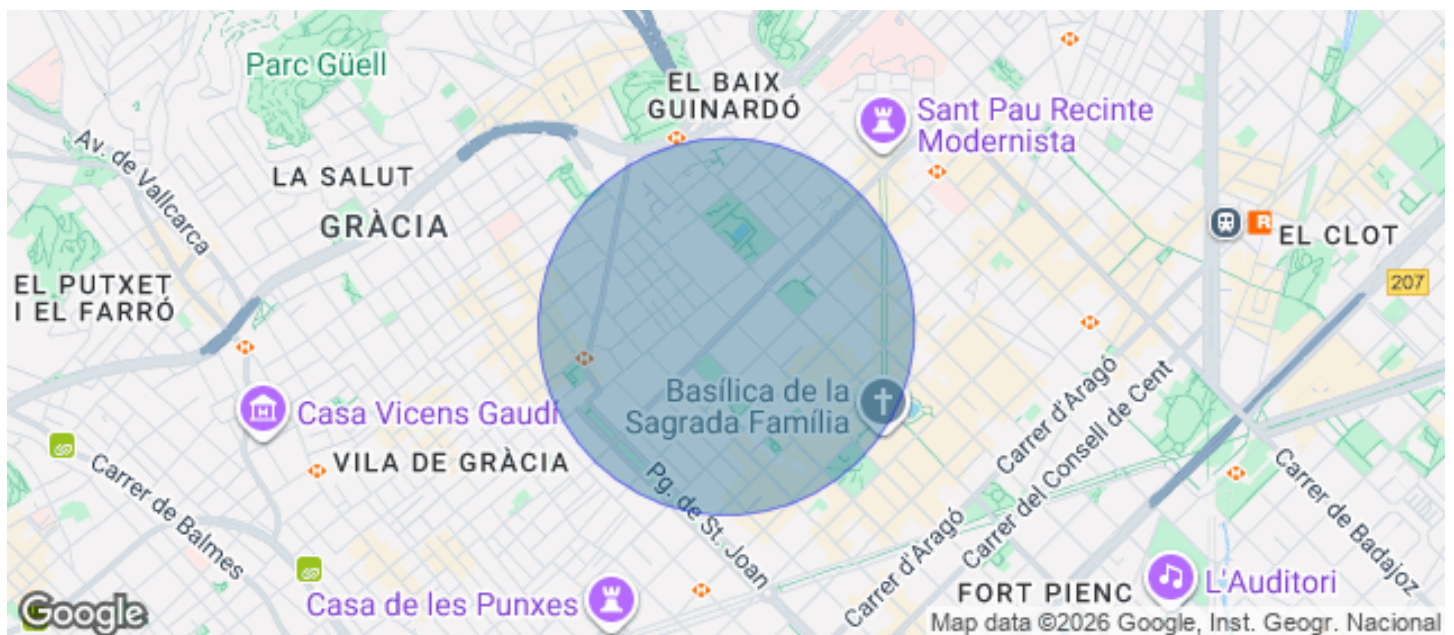 Parc Güell
EL BAIX
GUINARDÓ
Sant Pau Recinte
Modernista
Av. de Vallcarca
LA SALUT
GRÀCIA
EL CLOT
R
EL PUTXET
I EL FARRÓ
207
Casa Vicens Gaudí
Basílica de la
Sagrada Família
Carrer d'Aragó
Carrer del Consell de Cent
VILA DE GRÀCIA
Carrer de Balmes
Pg. de St. Joan
Carrer d'Aragó
Carrer de Badajoz
Casa de les Punxes
FORT PIENC
L'Auditori
Google
Map data ©2026 Google, Inst. Geogr. Nacional